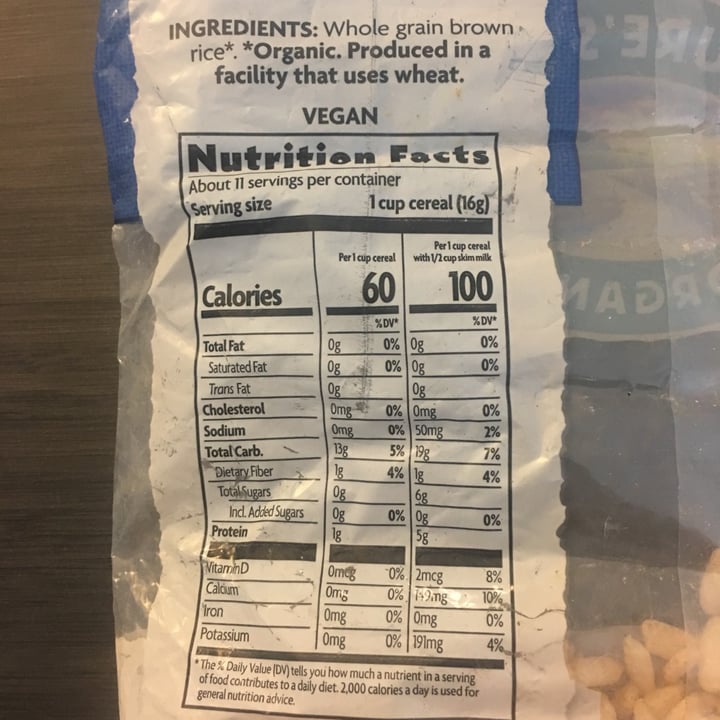 INGREDIENTS: Whole grain brown
rice*. *Organic. Produced in a
facility that uses wheat.
VEGAN
Nutrition Facts
About 11 servings per container
Serving size 1 cup cereal (16g)
Per 1 cup cereal Per 1 cup cereal with 1/2 cup skim milk
Calories 60 100
%DV* %DV*
Total Fat 0g 0% 0g 0%
Saturated Fat 0g 0% 0g 0%
Trans Fat 0g 0g
Cholesterol 0mg 0% 0mg 0%
Sodium 0mg 0% 50mg 2%
Total Carb. 13g 5% 19g 7%
Dietary Fiber 1g 4% 1g 4%
Total Sugars 0g 6g
Incl. Added Sugars 0g 0% 0g 0%
Protein 1g 5g
Vitamin D 0mcg 0% 2mcg 8%
Calcium 0mg 0% 149mg 10%
Iron 0mg 0% 0mg 0%
Potassium 0mg 0% 191mg 4%
*The % Daily Value (DV) tells you how much a nutrient in a serving
of food contributes to a daily diet. 2,000 calories a day is used for
general nutrition advice.